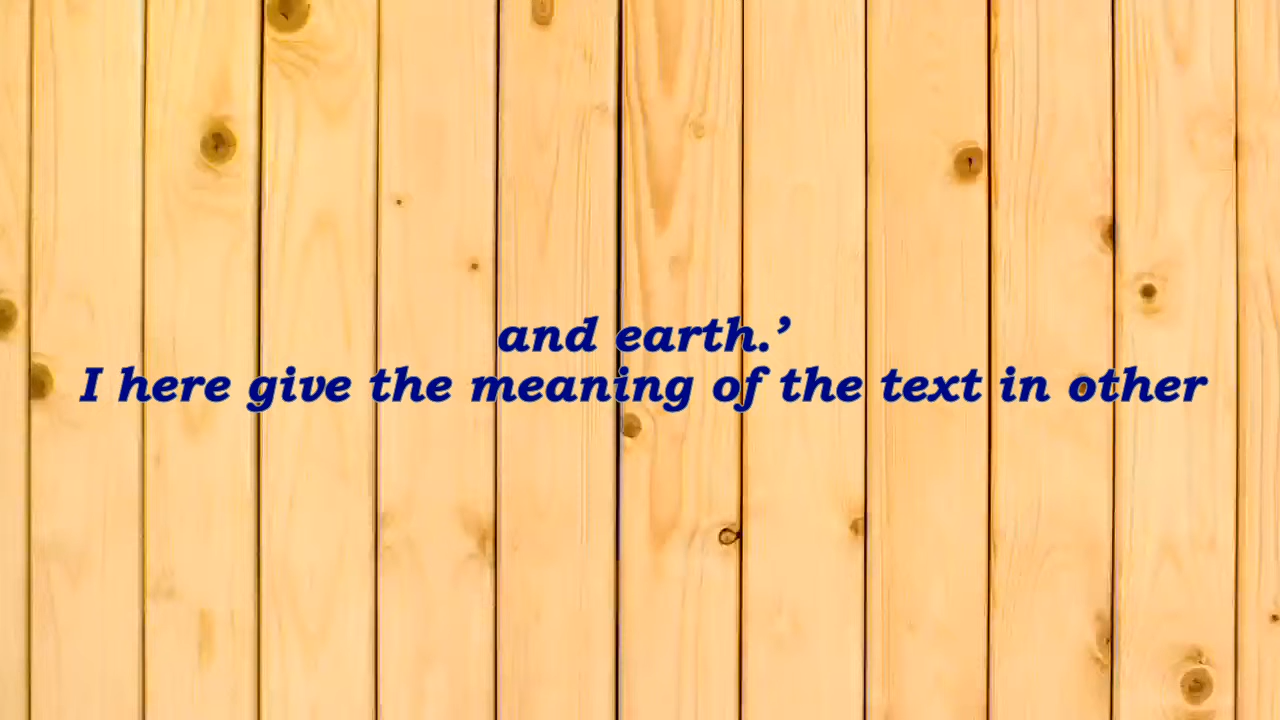 and earth.’
I here give the meaning of the text in other